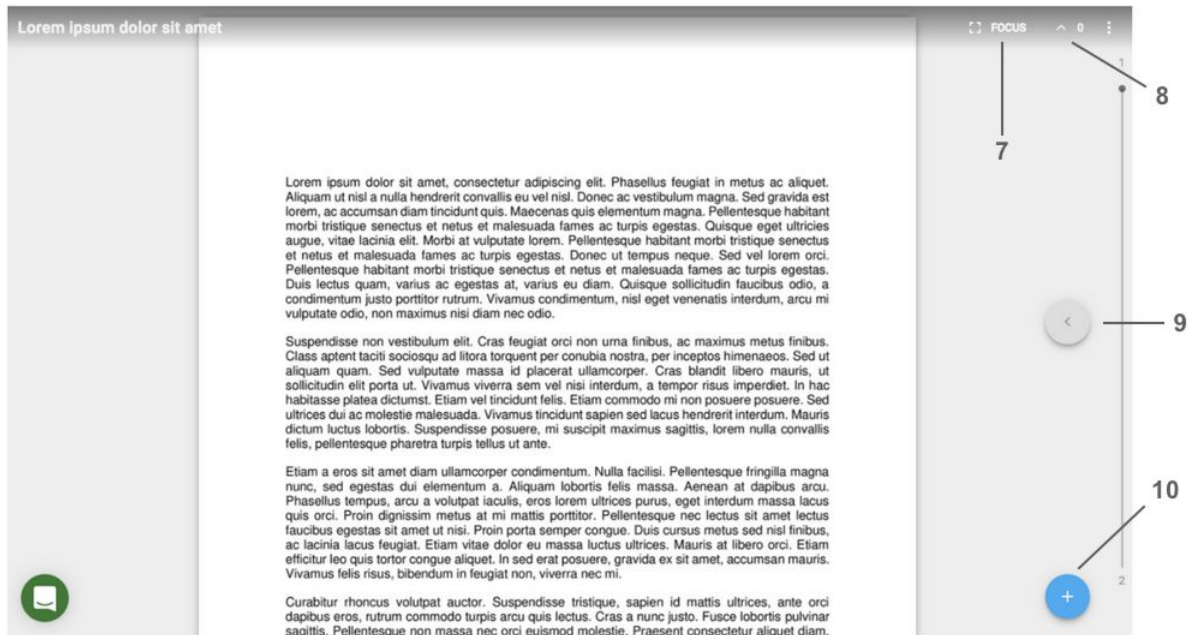 Lorem ipsum dolor sit amet
FOCUS
0
1
8
7
Lorem ipsum dolor sit amet, consectetur adipiscing elit. Phasellus feugiat in metus ac aliquet.
Aliquam ut nisl a nulla hendrerit convallis eu vel nisl. Donec ac vestibulum magna. Sed gravida est
lorem, ac accumsan diam tincidunt quis. Maecenas quis elementum magna. Pellentesque habitant
morbi tristique senectus et netus et malesuada fames ac turpis egestas. Quisque eget ultricies
augue, vitae lacinia elit. Morbi at vulputate lorem. Pellentesque habitant morbi tristique senectus
et netus et malesuada fames ac turpis egestas. Donec ut tempus neque. Sed vel lorem orci.
Pellentesque habitant morbi tristique senectus et netus et malesuada fames ac turpis egestas.
Duis lectus quam, varius ac egestas at, varius eu diam. Quisque sollicitudin faucibus odio, a
condimentum justo porttitor rutrum. Vivamus condimentum, nisl eget venenatis interdum, arcu mi
vulputate odio, non maximus nisi diam nec odio.
9
Suspendisse non vestibulum elit. Cras feugiat orci non urna finibus, ac maximus metus finibus.
Class aptent taciti sociosqu ad litora torquent per conubia nostra, per inceptos himenaeos. Sed ut
aliquam quam. Sed vulputate massa id placerat ullamcorper. Cras blandit libero mauris, ut
sollicitudin elit porta ut. Vivamus viverra sem vel nisi interdum, a tempor risus imperdiet. In hac
habitasse platea dictumst. Etiam vel tincidunt felis. Etiam commodo mi non posuere posuere. Sed
ultrices dui ac molestie malesuada. Vivamus tincidunt sapien sed lacus hendrerit interdum. Mauris
dictum luctus lobortis. Suspendisse posuere, mi suscipit maximus sagittis, lorem nulla convallis
felis, pellentesque pharetra turpis tellus ut ante.
Etiam a eros sit amet diam ullamcorper condimentum. Nulla facilisi. Pellentesque fringilla magna
nunc, sed egestas dui elementum a. Aliquam lobortis felis massa. Aenean at dapibus arcu.
Phasellus tempus, arcu a volutpat iaculis, eros lorem ultrices purus, eget interdum massa lacus
quis orci. Proin dignissim metus at mi mattis porttitor. Pellentesque nec lectus sit amet lectus
faucibus egestas sit amet ut nisi. Proin porta semper congue. Duis cursus metus sed nisl finibus,
ac lacinia lacus feugiat. Etiam vitae dolor eu massa luctus ultrices. Mauris at libero orci. Etiam
efficitur leo quis tortor congue aliquet. In sed erat posuere, gravida ex sit amet, accumsan mauris.
Vivamus felis risus, bibendum in feugiat non, viverra nec mi.
10
2
Curabitur rhoncus volutpat auctor. Suspendisse tristique, sapien id mattis ultrices, ante orci
dapibus eros, rutrum commodo turpis arcu quis lectus. Cras a nunc justo. Fusce lobortis pulvinar
sagittis. Pellentesque non massa nec orci euismod molestie. Praesent consectetur aliquet diam.